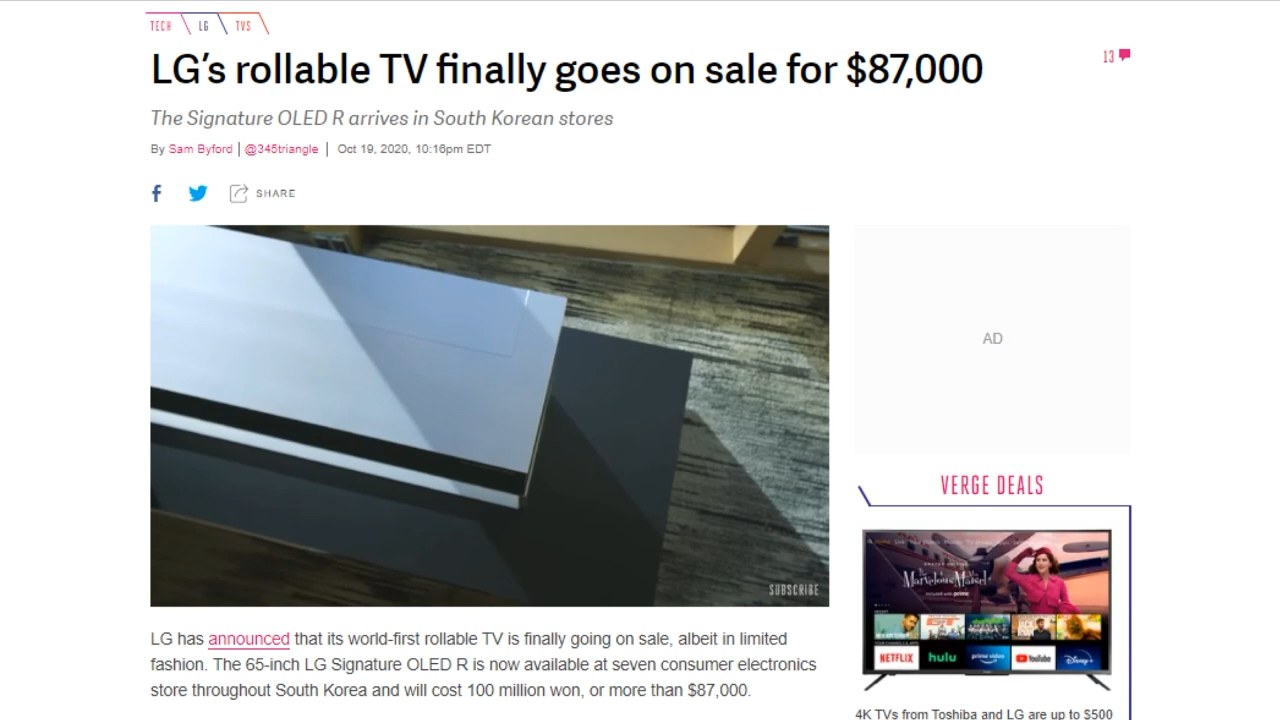 TECH LG TVS
LG's rollable TV finally goes on sale for $87,000
13
The Signature OLED R arrives in South Korean stores
By Sam Byford | @345triangle | Oct 19, 2020, 10:16pm EDT
SHARE
SUBSCRIBE
LG has announced that its world-first rollable TV is finally going on sale, albeit in limited
fashion. The 65-inch LG Signature OLED R is now available at seven consumer electronics
store throughout South Korea and will cost 100 million won, or more than $87,000.
AD
VERGE DEALS
Marvelous Maisel
included with prime
NETFLIX hulu prime video YouTube Disney+
4K TVs from Toshiba and LG are up to $500